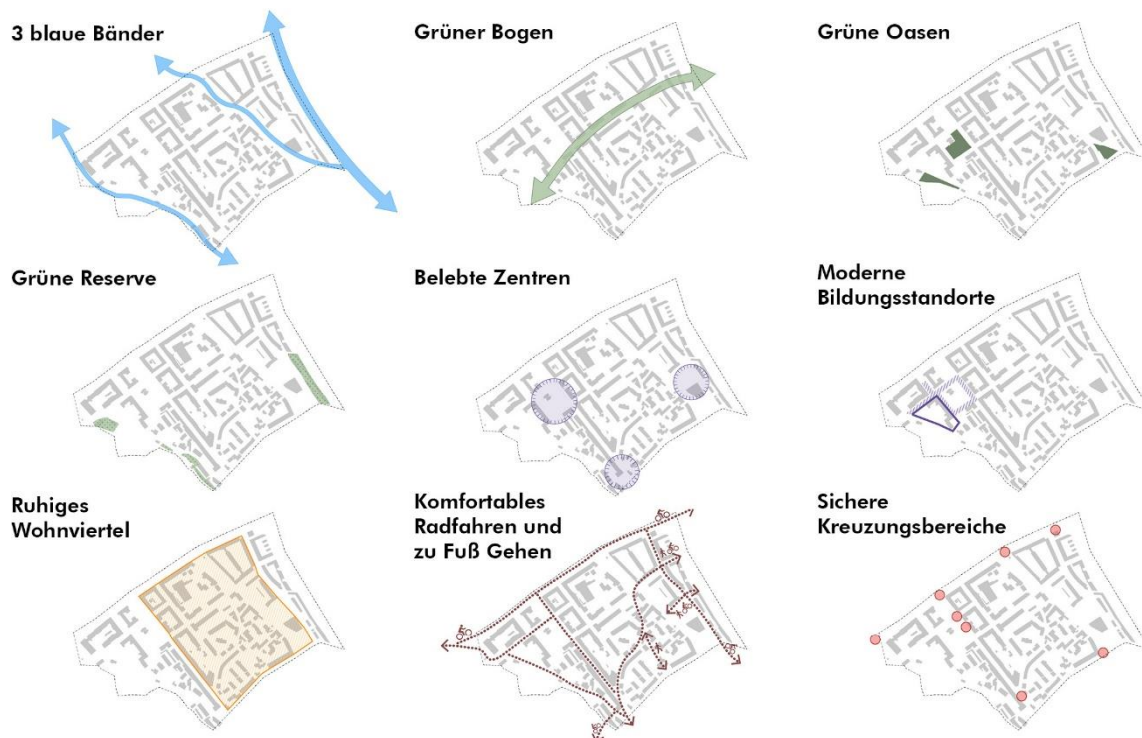 3 blaue Bänder
Grüner Bogen
Grüne Oasen
Grüne Reserve
Belebte Zentren
Moderne
Bildungsstandorte
Ruhiges
Wohnviertel
Komfortables
Radfahren und
zu Fuß Gehen
Sichere
Kreuzungsbereiche